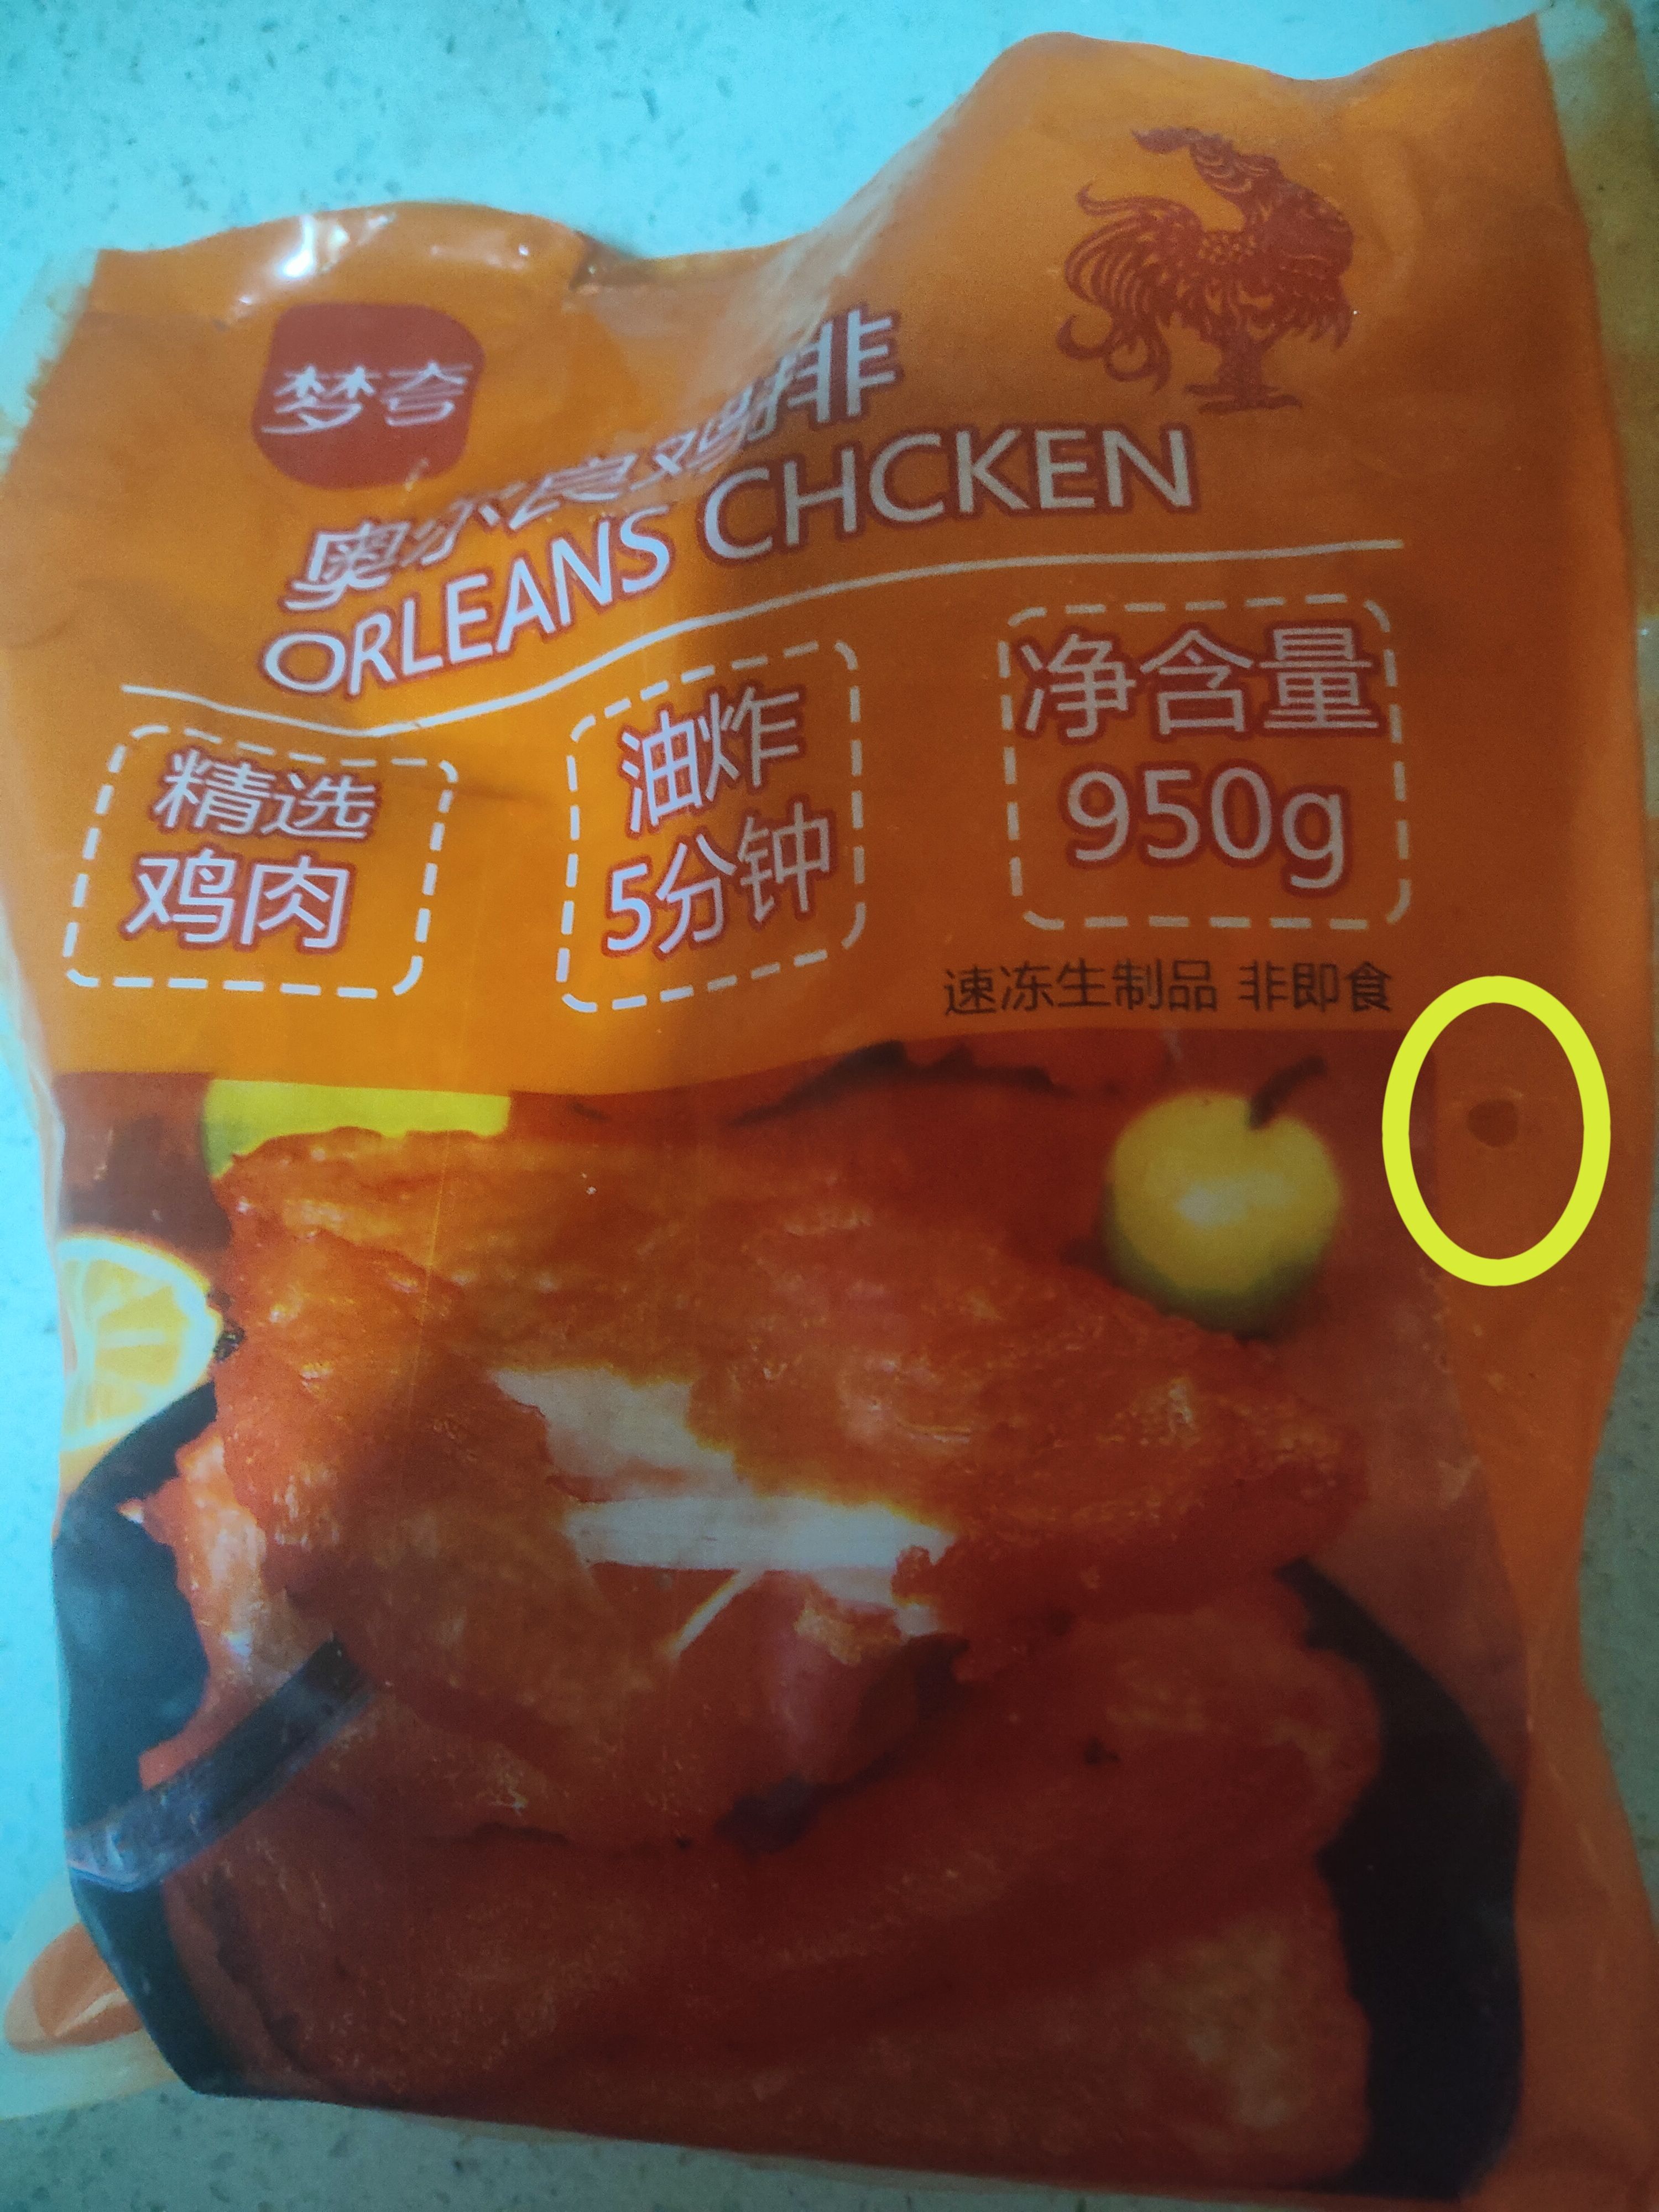 梦夸
奥尔良鸡排
ORLEANS CHCKEN
精选
鸡肉
油炸
5分钟
净含量
950g
速冻生制品 非即食